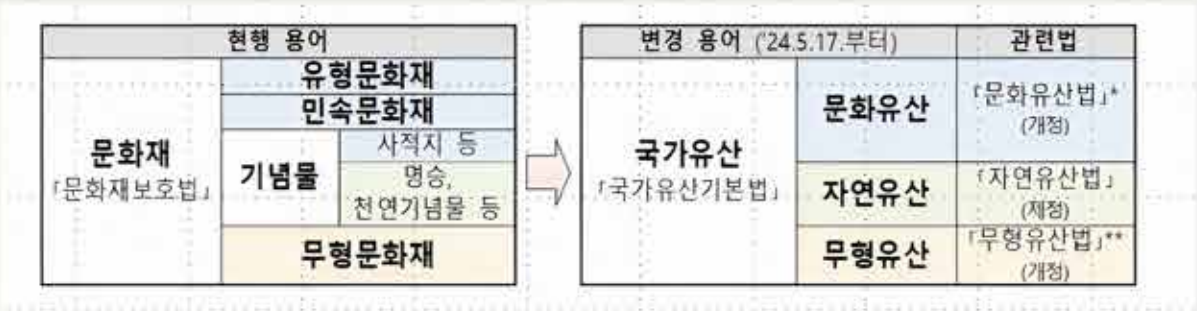 현행 용어
문화재
「문화재보호법」
유형문화재
민속문화재
기념물
사적지 등
명승,
천연기념물 등
무형문화재
변경 용어 ('24.5.17.부터)
관련법
국가유산
「국가유산기본법」
문화유산
「문화유산법」*
(개정)
자연유산
「자연유산법」
(제정)
무형유산
「무형유산법」**
(개정)